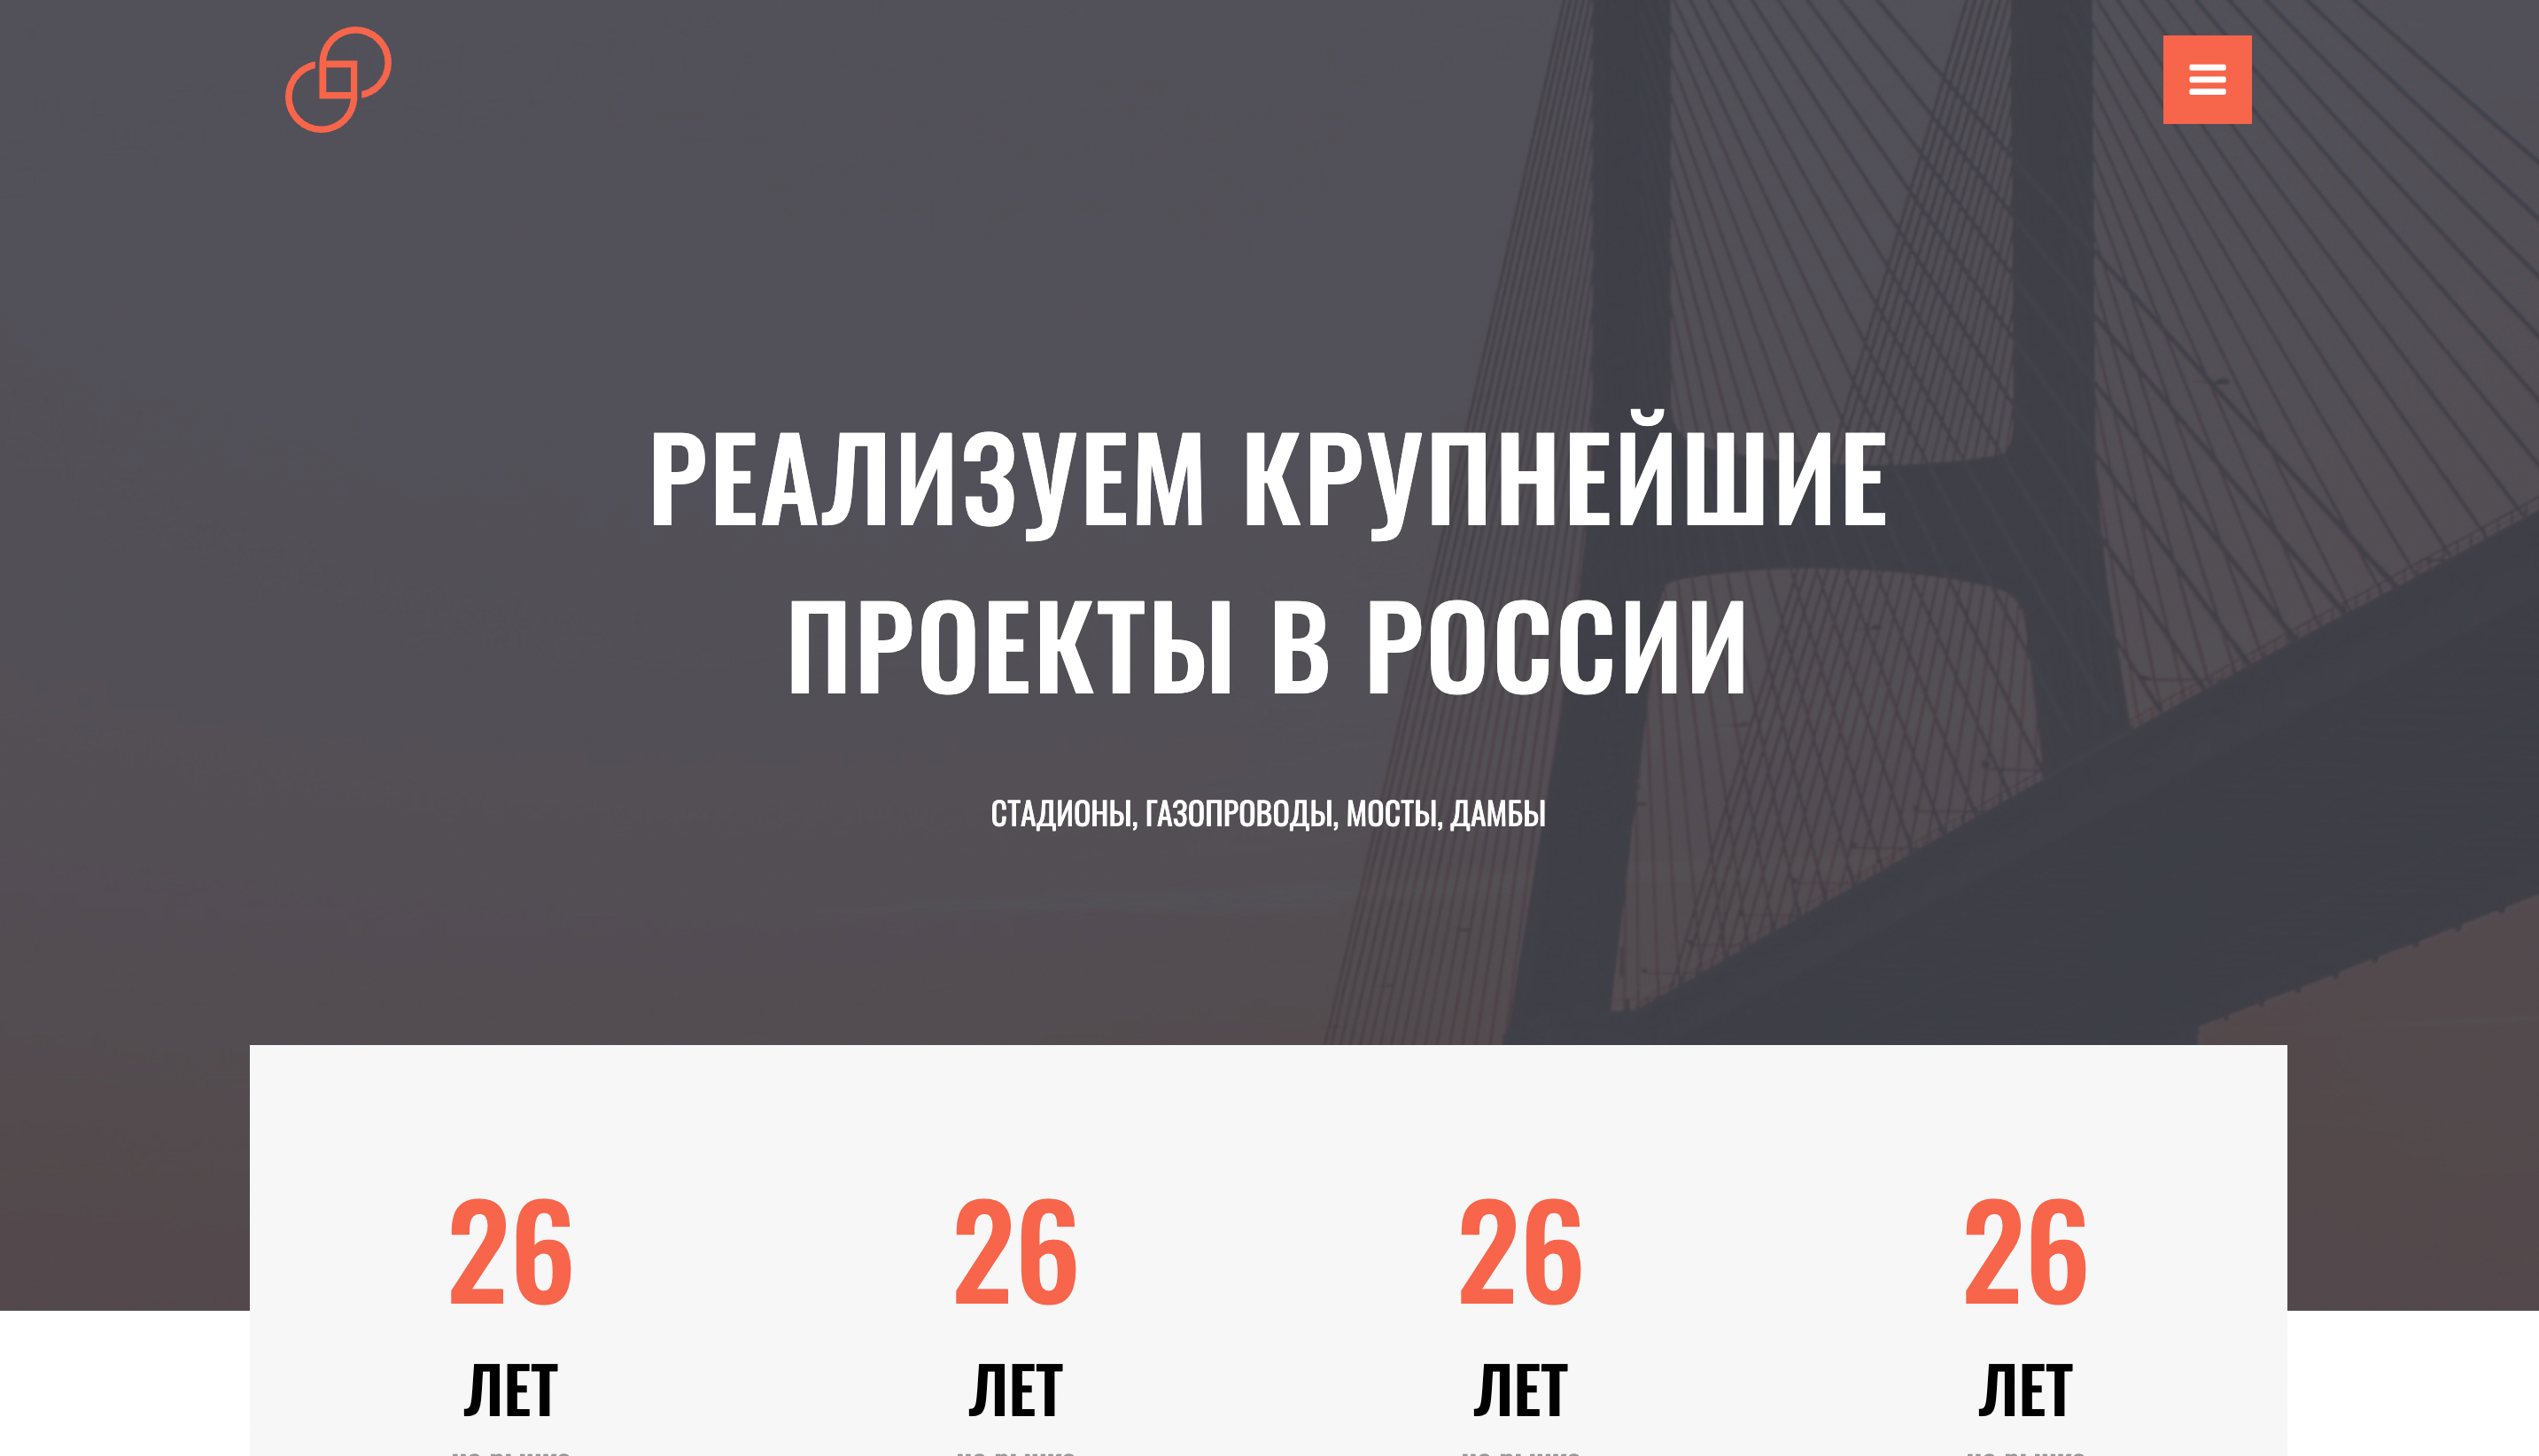 РЕАЛИЗУЕМ КРУПНЕЙШИЕ
ПРОЕКТЫ В РОССИИ
СТАДИОНЫ, ГАЗОПРОВОДЫ, МОСТЫ, ДАМБЫ
26 26 26 26
ЛЕТ ЛЕТ ЛЕТ ЛЕТ